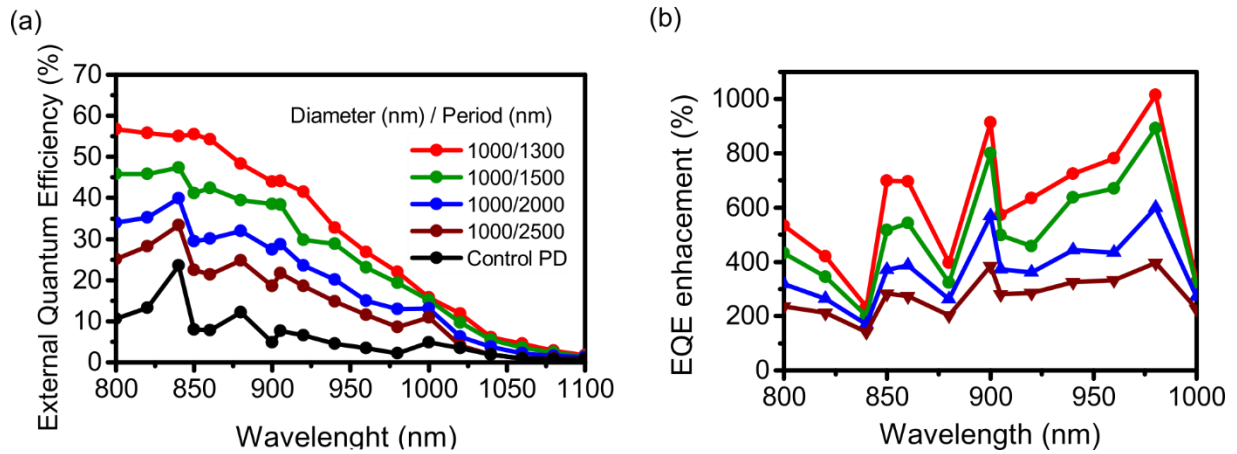 (a)
External Quantum Efficiency (%)
70
60
50
40
30
20
10
0
Diameter (nm) / Period (nm)
1000/1300
1000/1500
1000/2000
1000/2500
Control PD
800 850 900 950 1000 1050 1100
Wavelenght (nm)
(b)
EQE enhacement (%)
1000
800
600
400
200
0
800 850 900 950 1000
Wavelength (nm)